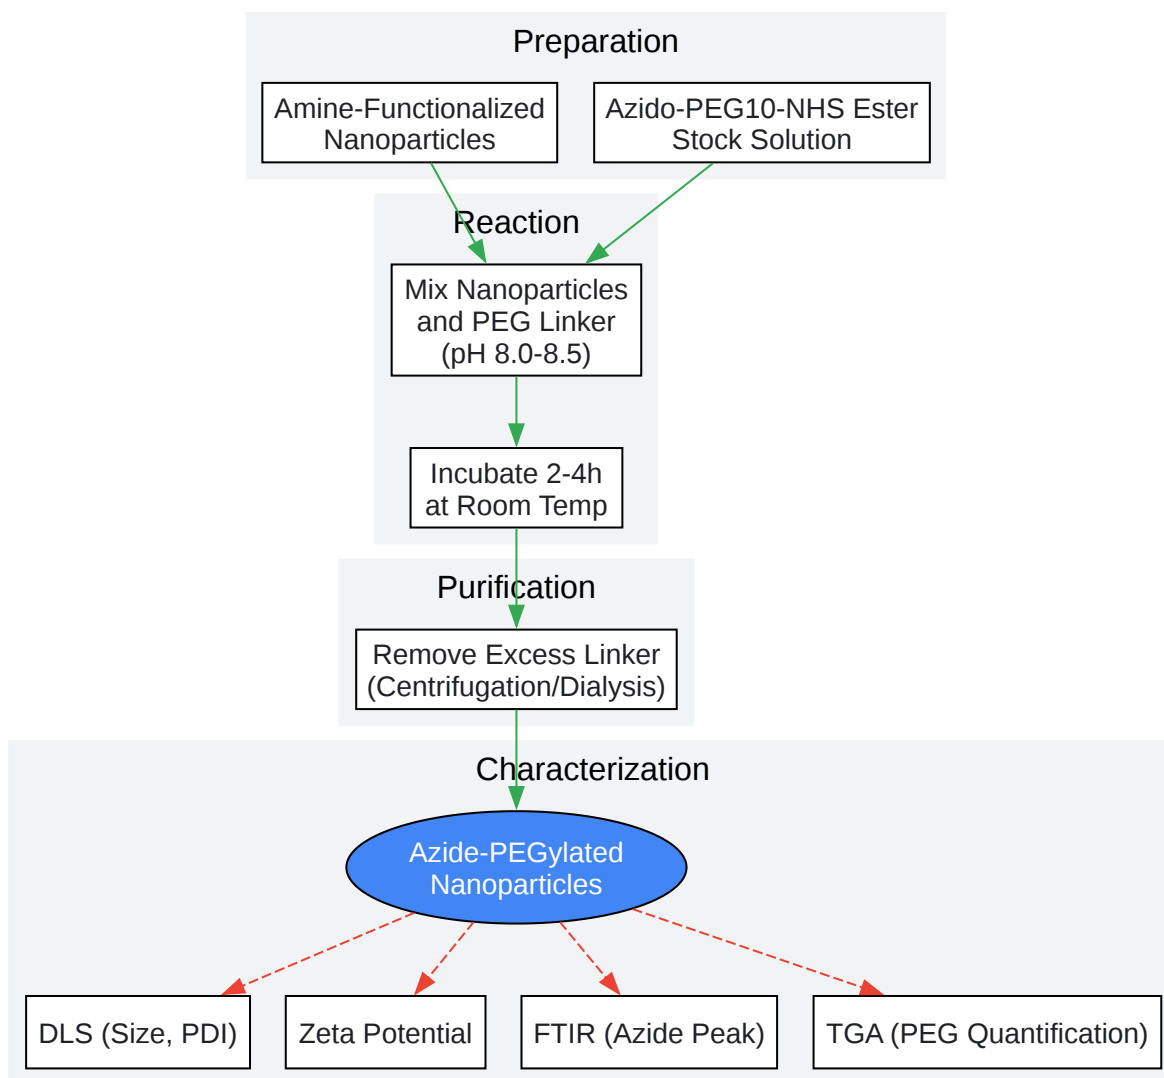 Preparation
Amine-Functionalized
Nanoparticles
Azido-PEG10-NHS Ester
Stock Solution
Reaction
Mix Nanoparticles
and PEG Linker
(pH 8.0-8.5)
Incubate 2-4h
at Room Temp
Purification
Remove Excess Linker
(Centrifugation/Dialysis)
Characterization
Azide-PEGylated
Nanoparticles
DLS (Size, PDI)
Zeta Potential
FTIR (Azide Peak)
TGA (PEG Quantification)